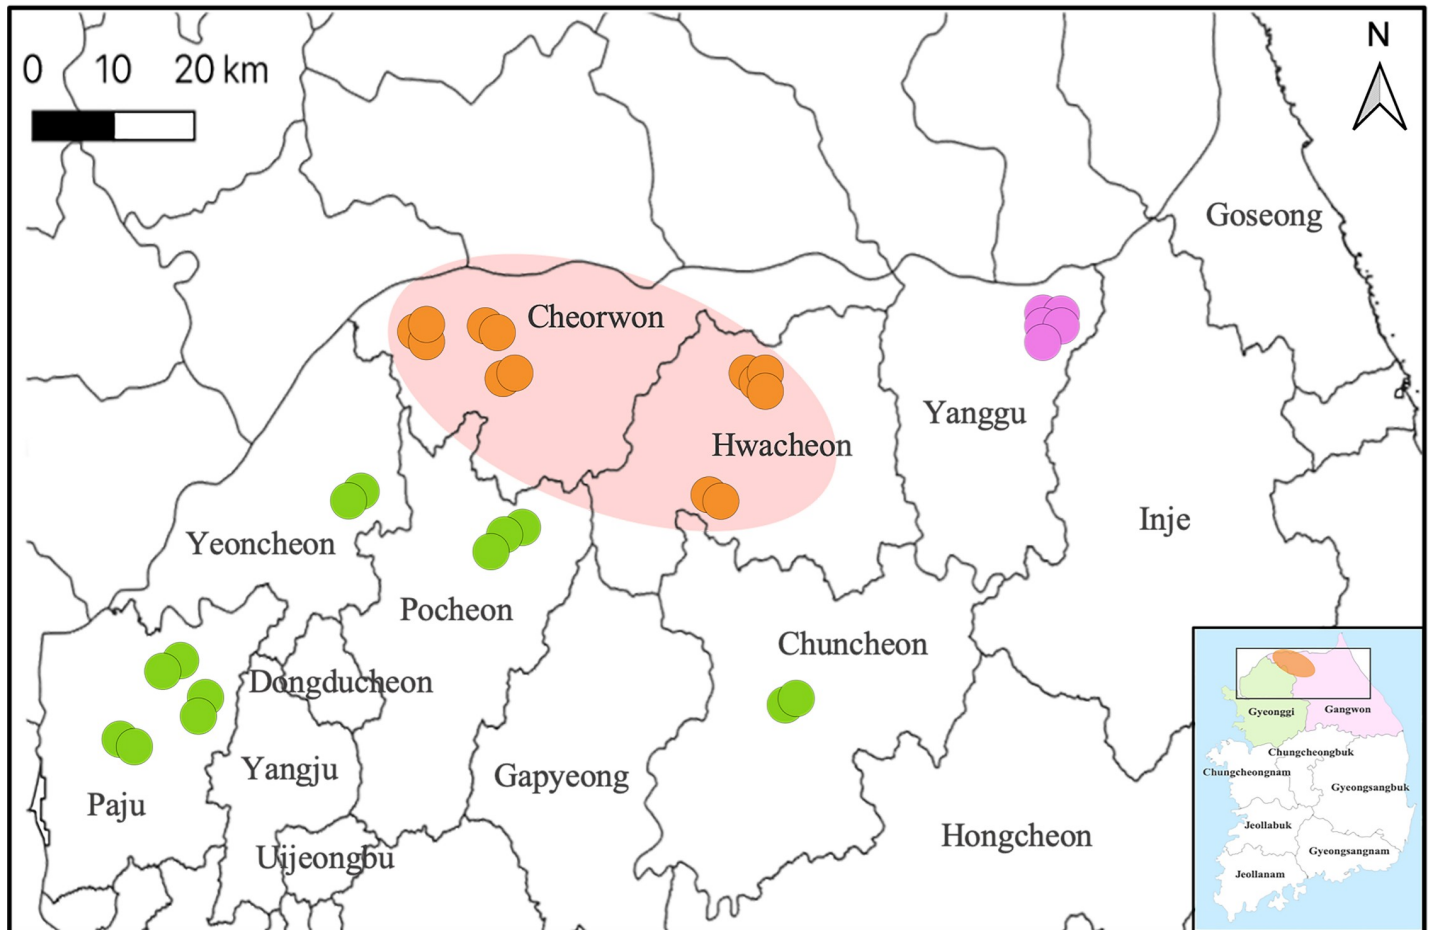 0 10 20 km
N
Goseong
Cheorwon
Yanggu
Hwacheon
Inje
Yeoncheon
Pocheon
Chuncheon
Dongducheon
Yangju
Gapyeong
Paju
Hongcheon
Uijeongbu
Gyeonggi
Gangwon
Chungcheongbuk
Chungcheongnam
Gyeongsangbuk
Jeollabuk
Gyeongsangnam
Jeollanam